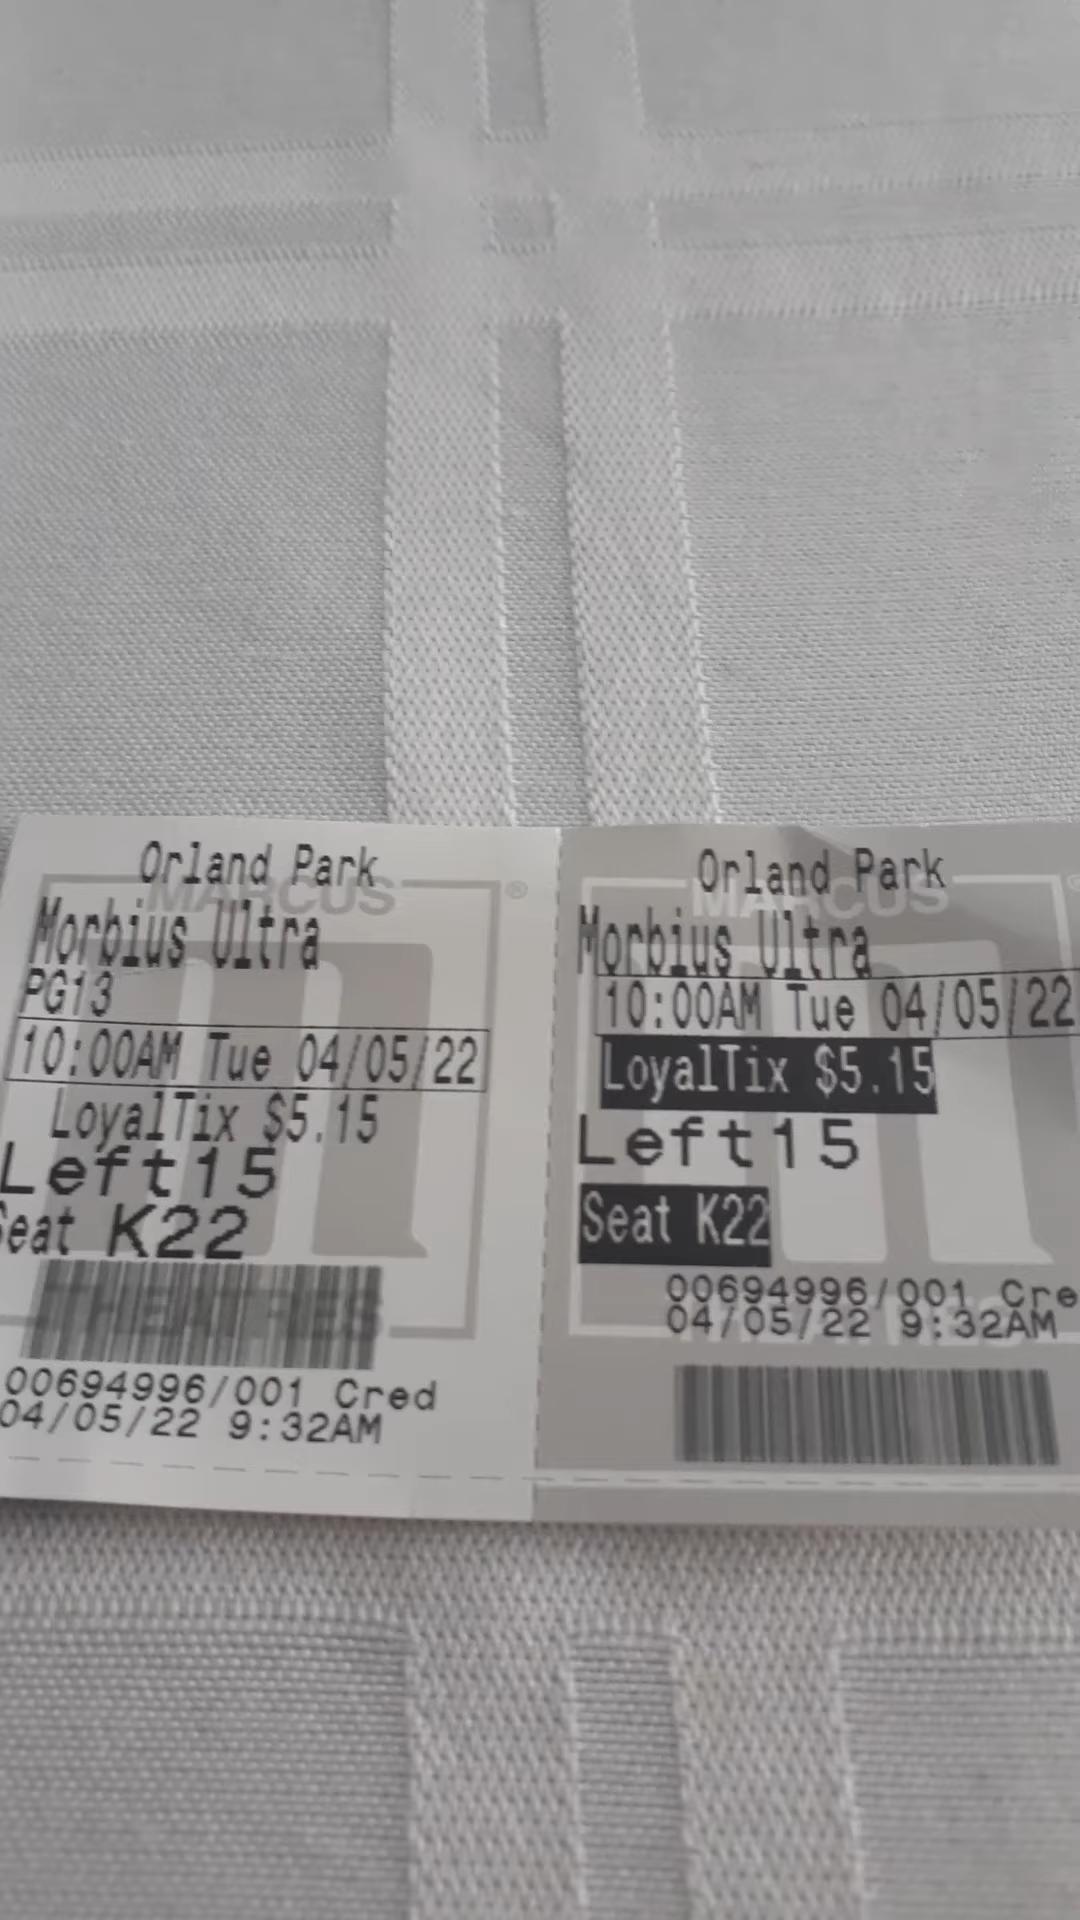 Orland Park
MARCUS ®
Morbius Ultra
PG13
10:00AM Tue 04/05/22
LoyalTix $5.15
Left15
Seat K22
THEATRES
00694996/001 Cred
04/05/22 9:32AM
Orland Park
MARCUS
Morbius Ultra
10:00AM Tue 04/05/22
LoyalTix $5.15
Left15
Seat K22
00694996/001 Cre
04/05/22 9:32AM